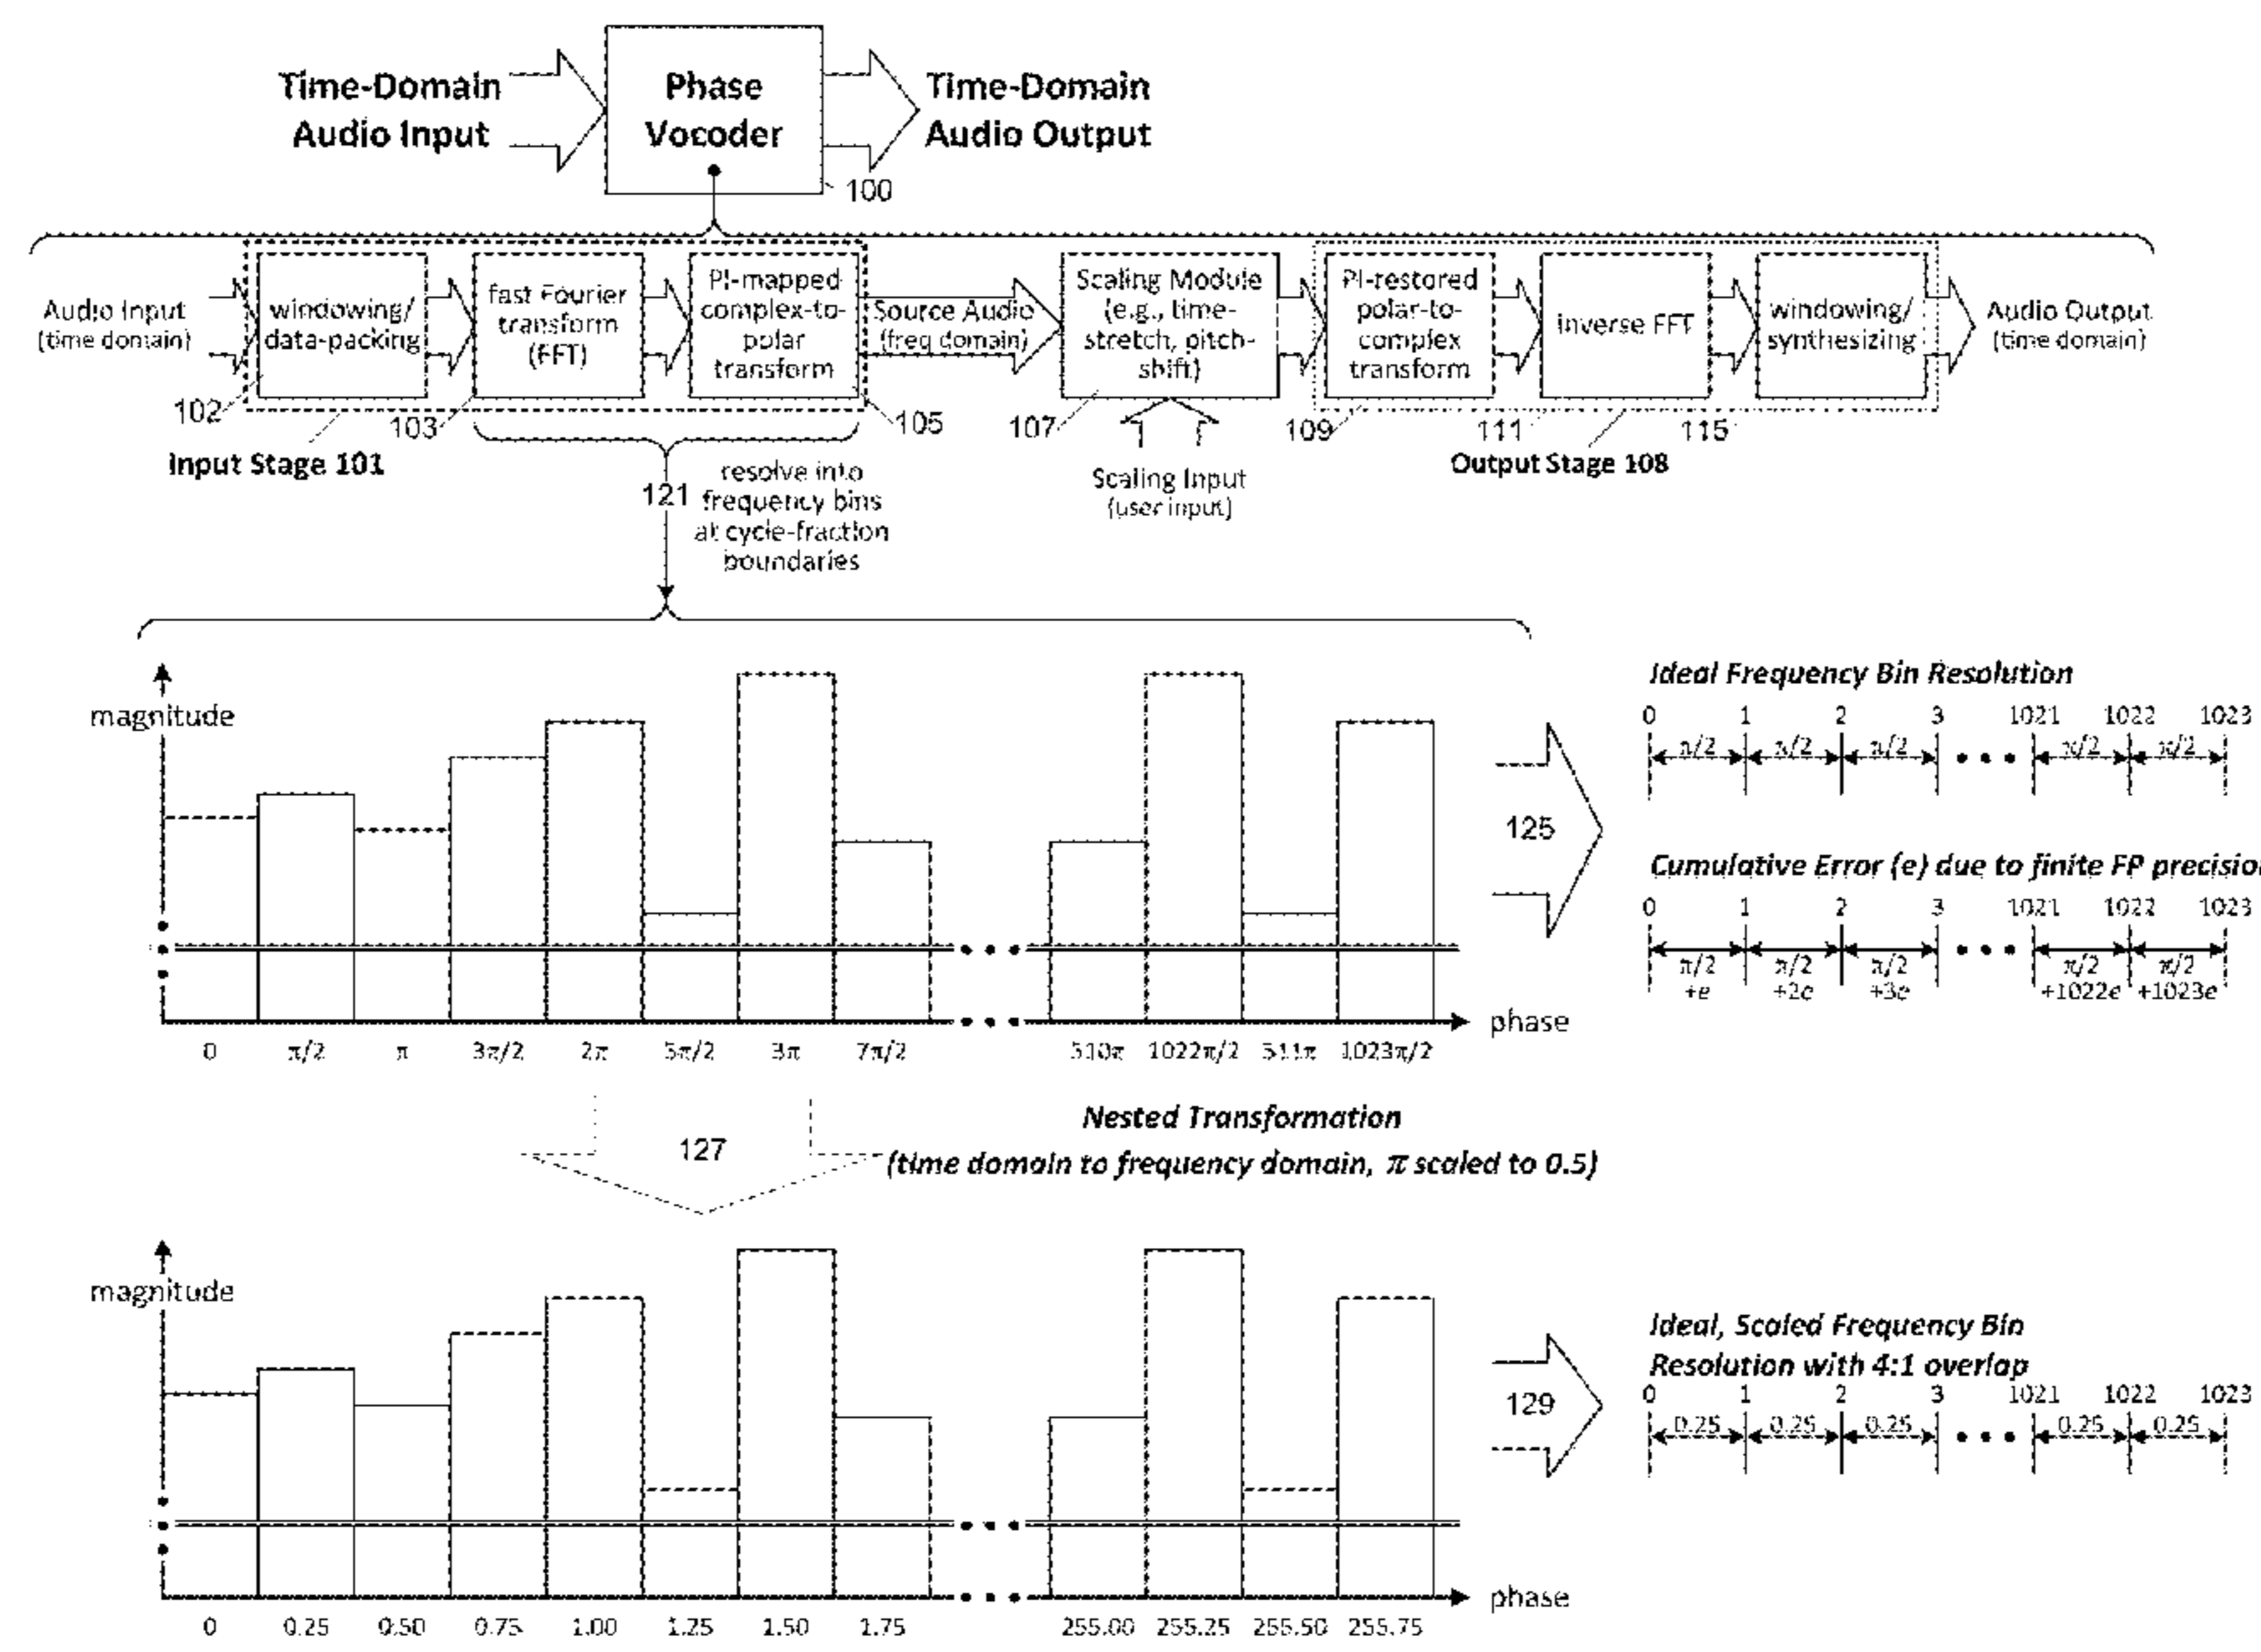 Time-Domain
Audio Input
Phase
Vocoder
Time-Domain
Audio Output
100
Audio Input
(time domain)
windowing/
data-packing
fast Fourier
transform
(FFT)
PI-mapped
complex-to-
polar
transform
Source Audio
(freq domain)
Scaling Module
(e.g., time-
stretch, pitch-
shift)
PI-restored
polar-to-
complex
transform
inverse FFT
windowing/
synthesizing
Audio Output
(time domain)
102
103
105
107
109
111
115
Input Stage 101
Output Stage 108
Scaling Input
(user input)
121
resolve into
frequency bins
at cycle-fraction
boundaries
magnitude
0 π/2 π 3π/2 2π 5π/2 3π 7π/2 510π 1022π/2 511π 1023π/2
phase
125
Ideal Frequency Bin Resolution
0 1 2 3 1021 1022 1023
π/2 π/2 π/2 π/2 π/2
Cumulative Error (e) due to finite FP precision
0 1 2 3 1021 1022 1023
π/2 π/2 π/2 π/2 π/2
+e +2e +3e +1022e +1023e
127
Nested Transformation
(time domain to frequency domain, π scaled to 0.5)
magnitude
0 0.25 0.50 0.75 1.00 1.25 1.50 1.75 255.00 255.25 255.50 255.75
phase
129
Ideal, Scaled Frequency Bin
Resolution with 4:1 overlap
0 1 2 3 1021 1022 1023
0.25 0.25 0.25 0.25 0.25